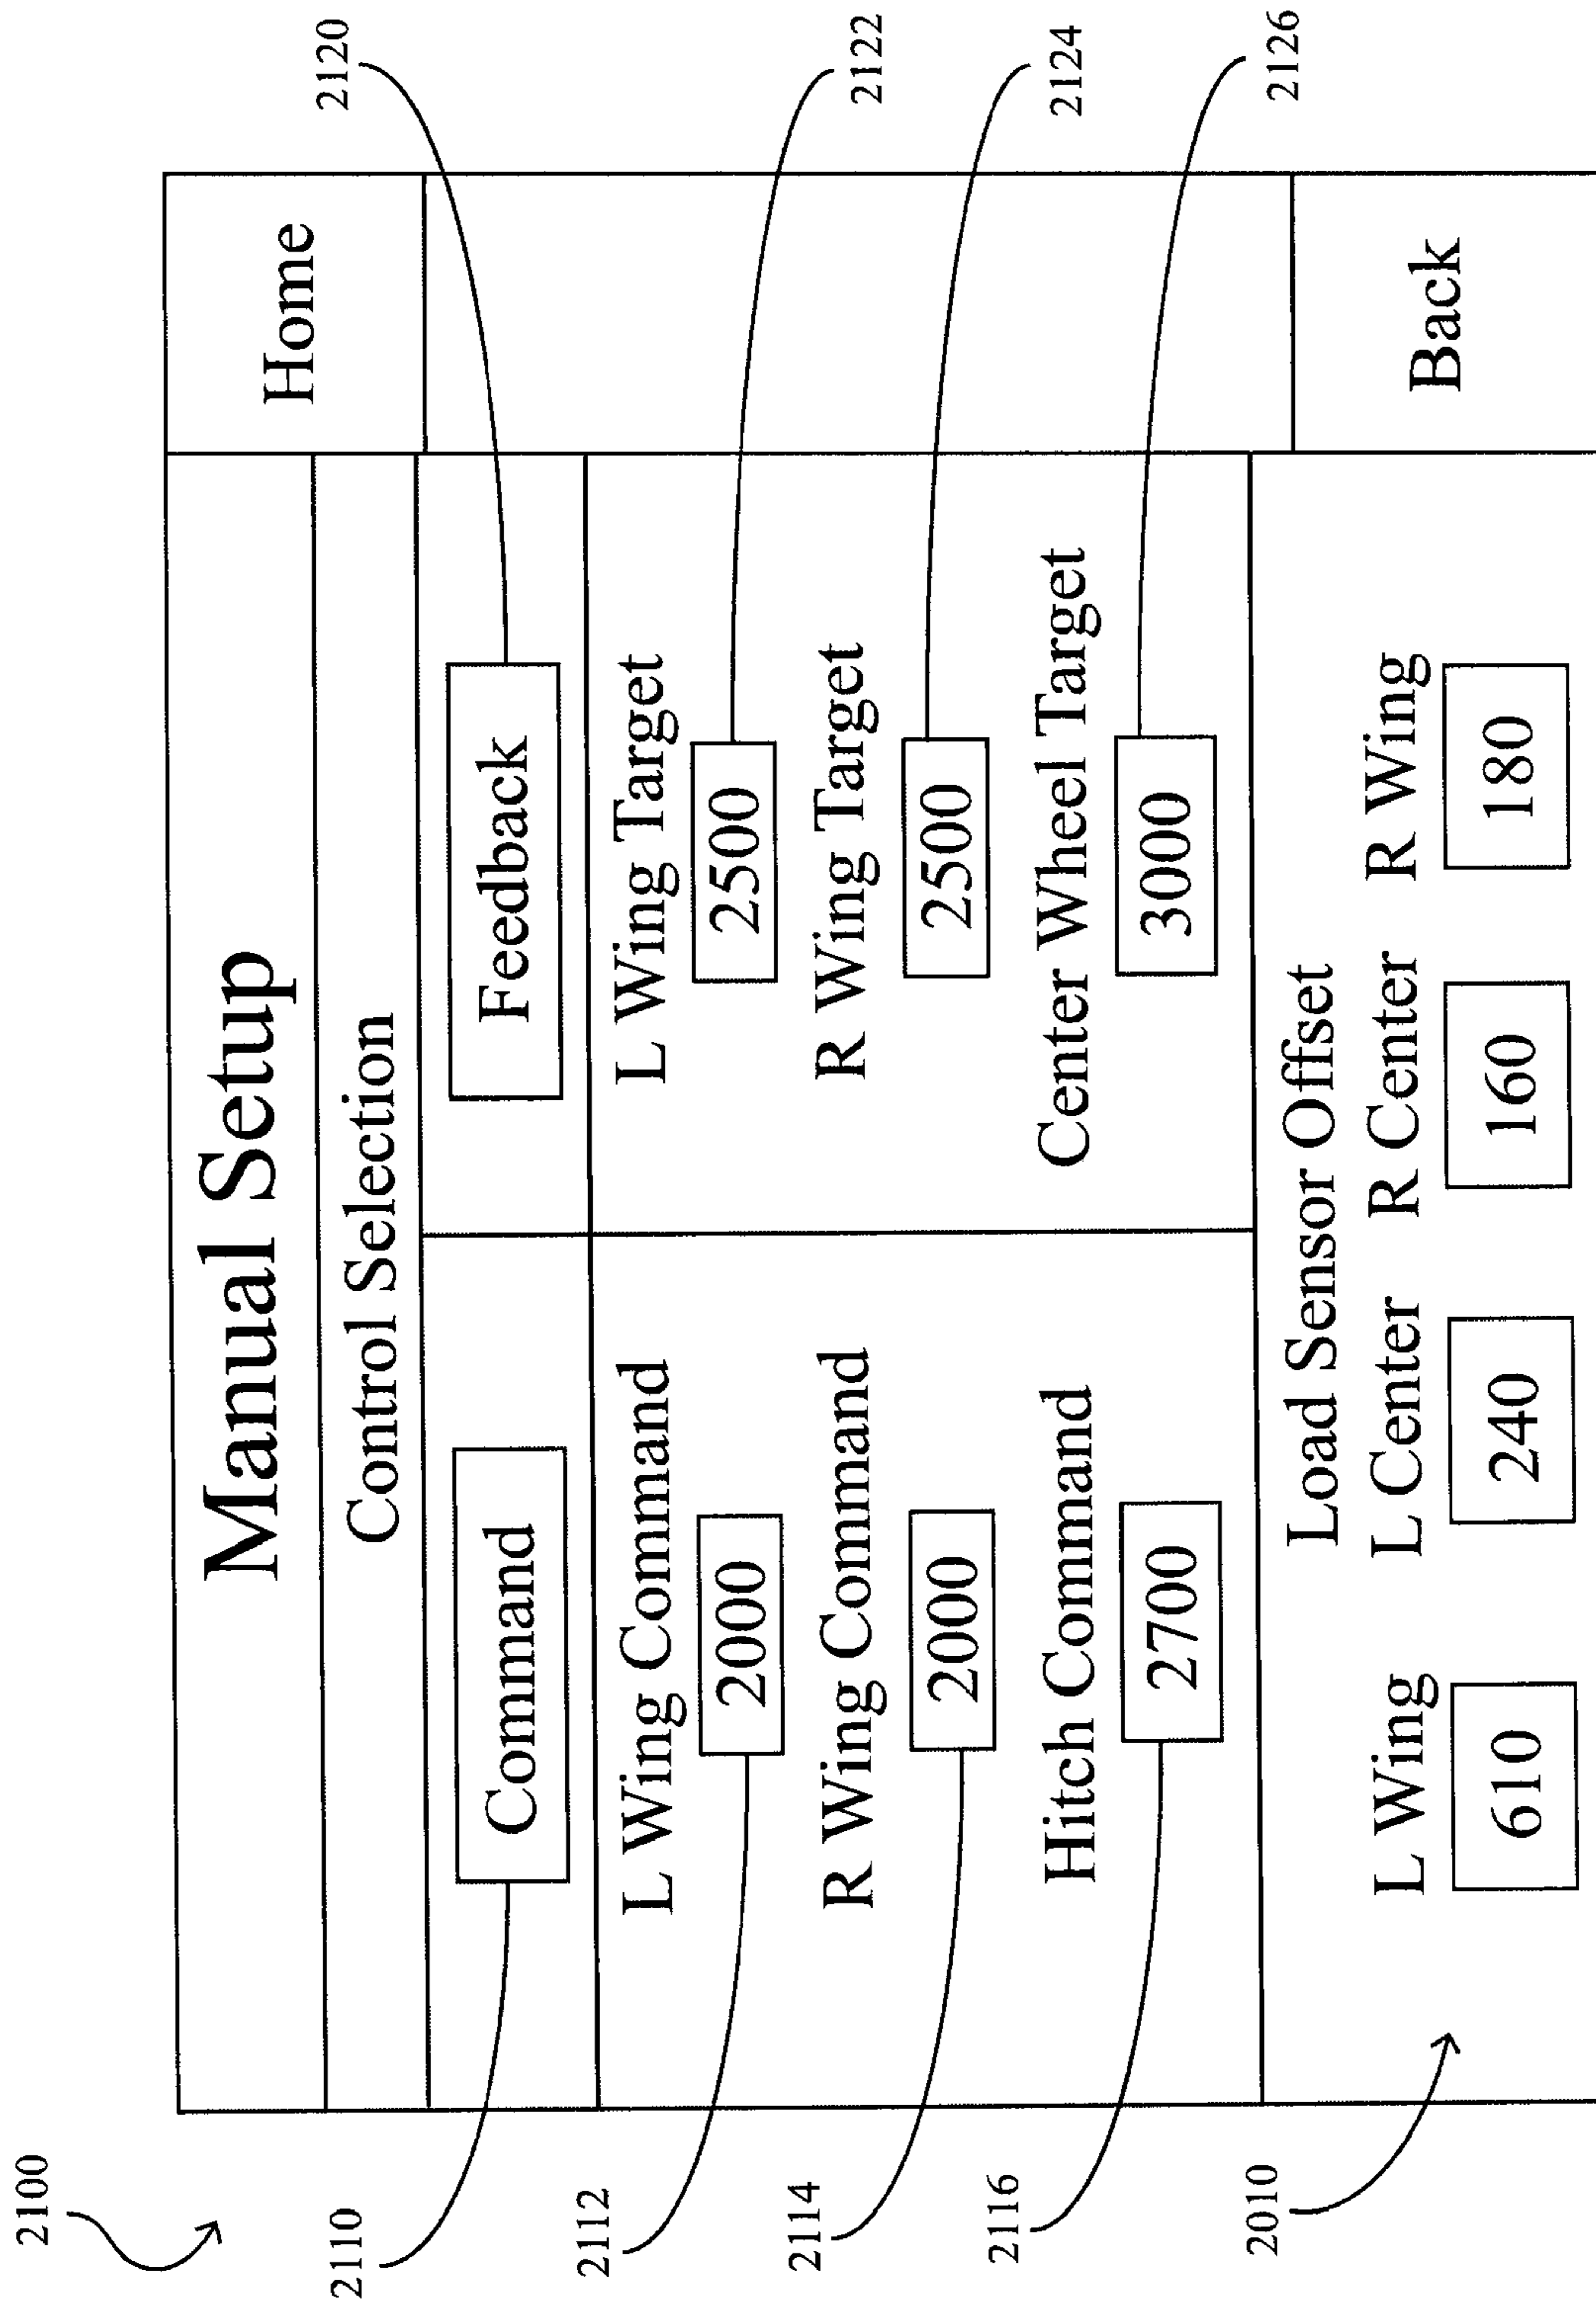 2100
Manual Setup
Home
Control Selection
2110
Command
Feedback
2120
L Wing Command
L Wing Target
2112
2000
2500
2122
R Wing Command
R Wing Target
2114
2000
2500
2124
Hitch Command
Center Wheel Target
2116
2700
3000
2126
Load Sensor Offset
2010
L Wing
L Center
R Center
R Wing
Back
610
240
160
180